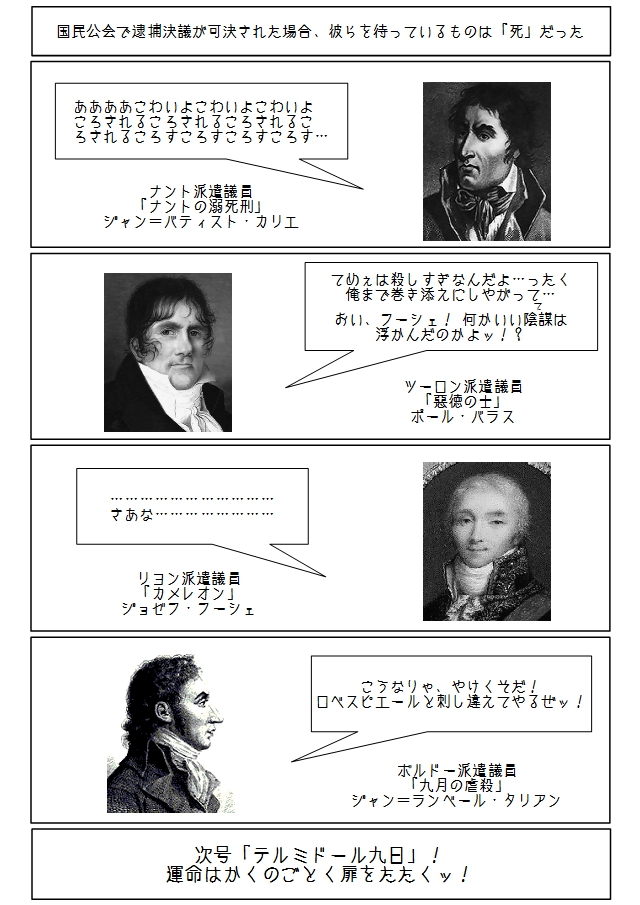 国民公会で逮捕決議が可決された場合、彼らを待っているものは「死」だった
ああああこわいよこわいよこわいよ
ころされるころされるころされるこ
ろされるころすころすころすころす…
ナント派遣議員
「ナントの溺死刑」
ジャン＝バティスト・カリエ
てめぇは殺しすぎなんだよ…ったく
俺まで巻き添えにしやがって…
て
おい、フーシェ！何かいい陰謀は
浮かんだのかよッ！？
ツーロン派遣議員
「悪徳の士」
ポール・バラス
……………………………
さあな……………………
リヨン派遣議員
「カメレオン」
ジョゼフ・フーシェ
こうなりゃ、やけくそだ！
ロベスピエールと刺し違えてやるぜッ！
ボルドー派遣議員
「九月の虐殺」
ジャン＝ランベール・タリアン
次号「テルミドール九日」！
運命はかくのごとく扉をたたくッ！